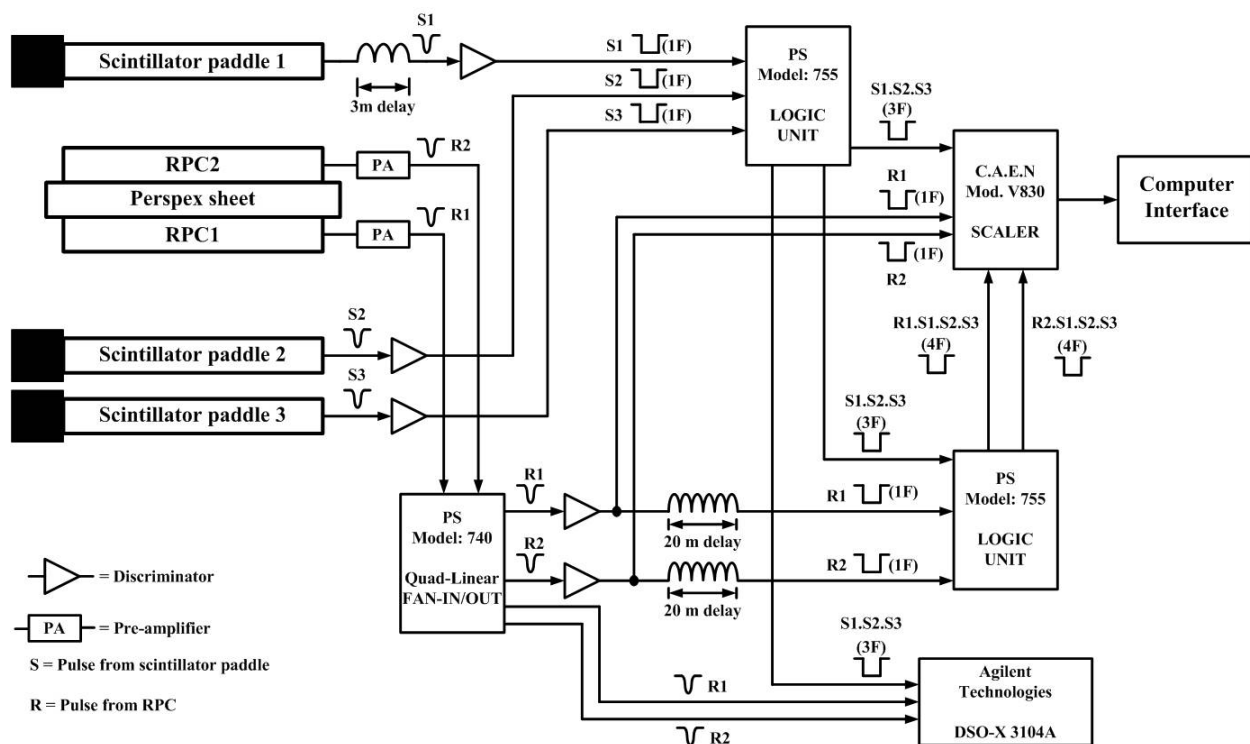 S1
Scintillator paddle 1
3m delay
S1 (1F)
S2 (1F)
S3 (1F)
PS
Model: 755
LOGIC
UNIT
S1.S2.S3
(3F)
RPC2
PA
R2
Perspex sheet
RPC1
PA
R1
R1
(1F)
(1F)
R2
C.A.E.N
Mod. V830
SCALER
Computer
Interface
S2
Scintillator paddle 2
S3
Scintillator paddle 3
R1.S1.S2.S3
(4F)
R2.S1.S2.S3
(4F)
S1.S2.S3
(3F)
PS
Model: 740
Quad-Linear
FAN-IN/OUT
R1
R2
20 m delay
20 m delay
R1 (1F)
R2 (1F)
PS
Model: 755
LOGIC
UNIT
= Discriminator
PA = Pre-amplifier
S = Pulse from scintillator paddle
R = Pulse from RPC
S1.S2.S3
(3F)
R1
R2
Agilent
Technologies
DSO-X 3104A